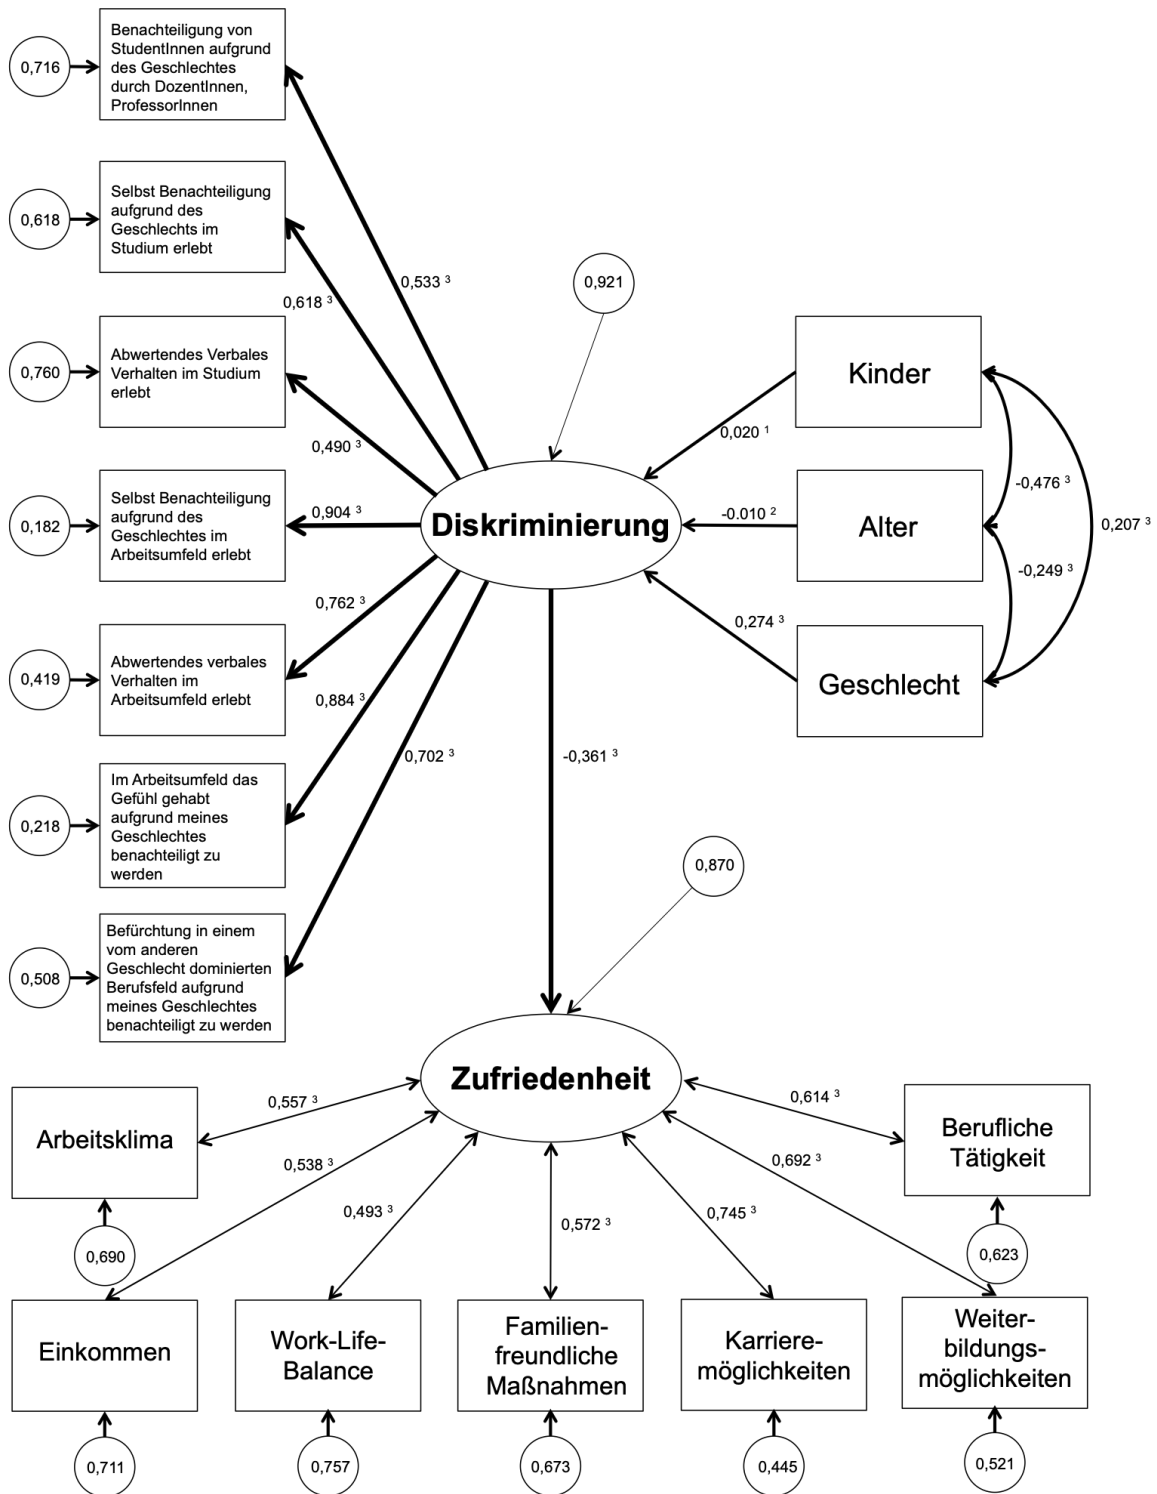 0,716
Benachteiligung von
StudentInnen aufgrund
des Geschlechtes
durch DozentInnen,
ProfessorInnen
0,618
Selbst Benachteiligung
aufgrund des
Geschlechts im
Studium erlebt
0,533 ³
0,618 ³
0,921
0,760
Abwertendes Verbales
Verhalten im Studium
erlebt
0,490 ³
Kinder
0,020 ¹
0,182
Selbst Benachteiligung
aufgrund des
Geschlechtes im
Arbeitsumfeld erlebt
0,904 ³
Diskriminierung
-0.010 ²
Alter
-0,476 ³
0,207 ³
-0,249 ³
0,762 ³
0,274 ³
0,419
Abwertendes verbales
Verhalten im
Arbeitsumfeld erlebt
0,884 ³
Geschlecht
0,702 ³
-0,361 ³
0,218
Im Arbeitsumfeld das
Gefühl gehabt
aufgrund meines
Geschlechtes
benachteiligt zu
werden
0,870
0,508
Befürchtung in einem
vom anderen
Geschlecht dominierten
Berufsfeld aufgrund
meines Geschlechtes
benachteiligt zu werden
Zufriedenheit
Arbeitsklima
0,557 ³
0,614 ³
Berufliche
Tätigkeit
0,538 ³
0,493 ³
0,572 ³
0,745 ³
0,692 ³
0,690
0,623
Einkommen
Work-Life-
Balance
Familien-
freundliche
Maßnahmen
Karriere-
möglichkeiten
Weiter-
bildungs-
möglichkeiten
0,711
0,757
0,673
0,445
0,521